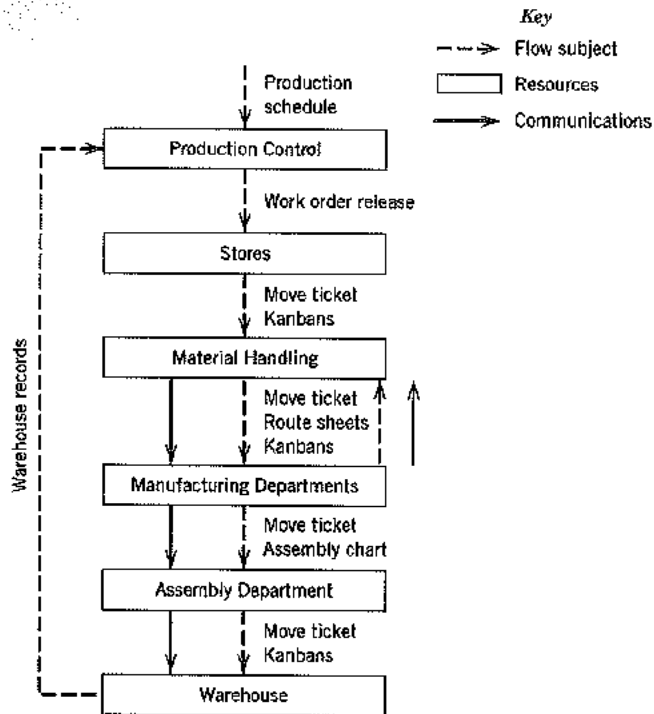 Key
Flow subject
Resources
Communications
Production
schedule
Production Control
Work order release
Stores
Move ticket
Kanbans
Material Handling
Move ticket
Route sheets
Kanbans
Manufacturing Departments
Move ticket
Assembly chart
Assembly Department
Move ticket
Kanbans
Warehouse
Warehouse records